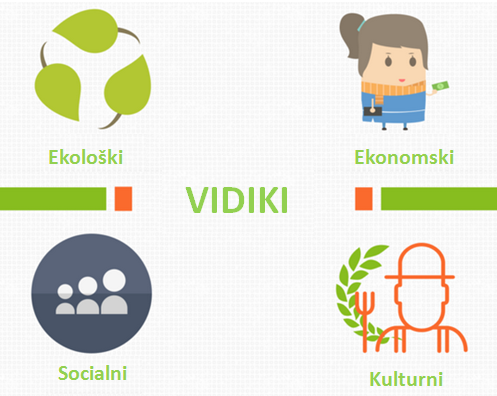 Ekološki
Ekonomski
VIDIKI
Socialni
Kulturni